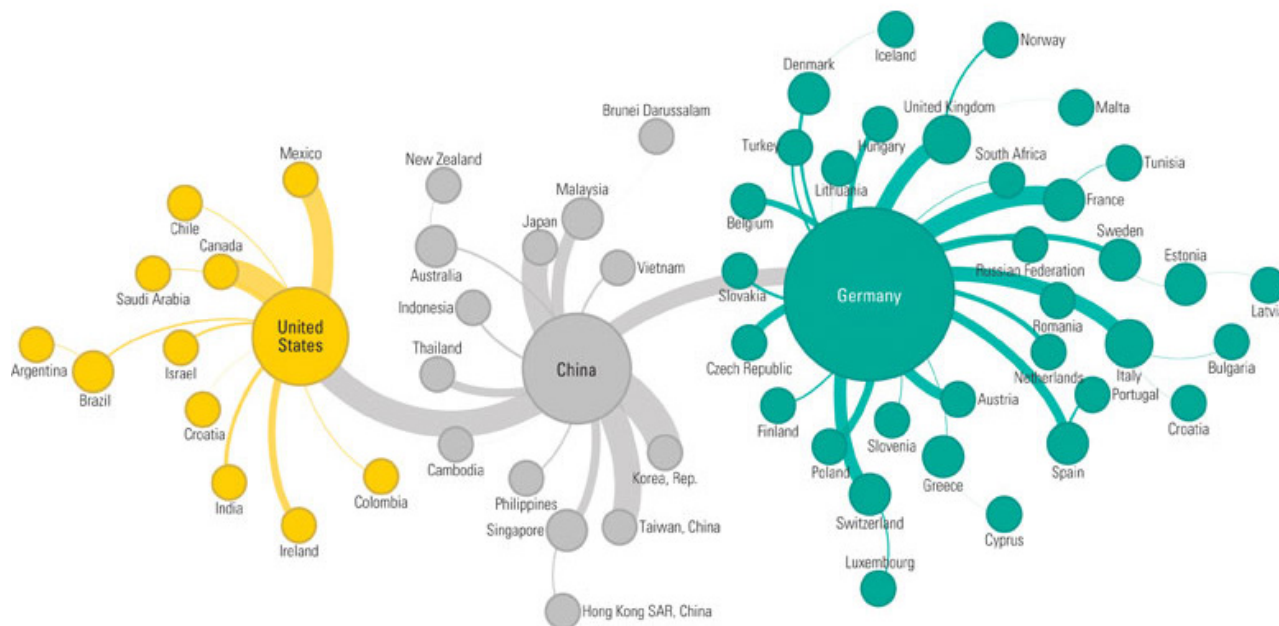 Mexico
Chile
Canada
Saudi Arabia
United
States
Argentina
Brazil
Israel
Croatia
India
Ireland
Colombia
New Zealand
Brunei Darussalam
Malaysia
Japan
Australia
Vietnam
Indonesia
Thailand
China
Cambodia
Philippines
Korea, Rep.
Singapore
Taiwan, China
Hong Kong SAR, China
Iceland
Norway
Denmark
United Kingdom
Malta
Turkey
Hungary
South Africa
Tunisia
Lithuania
France
Belgium
Sweden
Russian Federation
Estonia
Slovakia
Germany
Romania
Latvi
Czech Republic
Netherlands
Italy
Bulgaria
Portugal
Austria
Finland
Slovenia
Croatia
Poland
Greece
Spain
Switzerland
Cyprus
Luxembourg